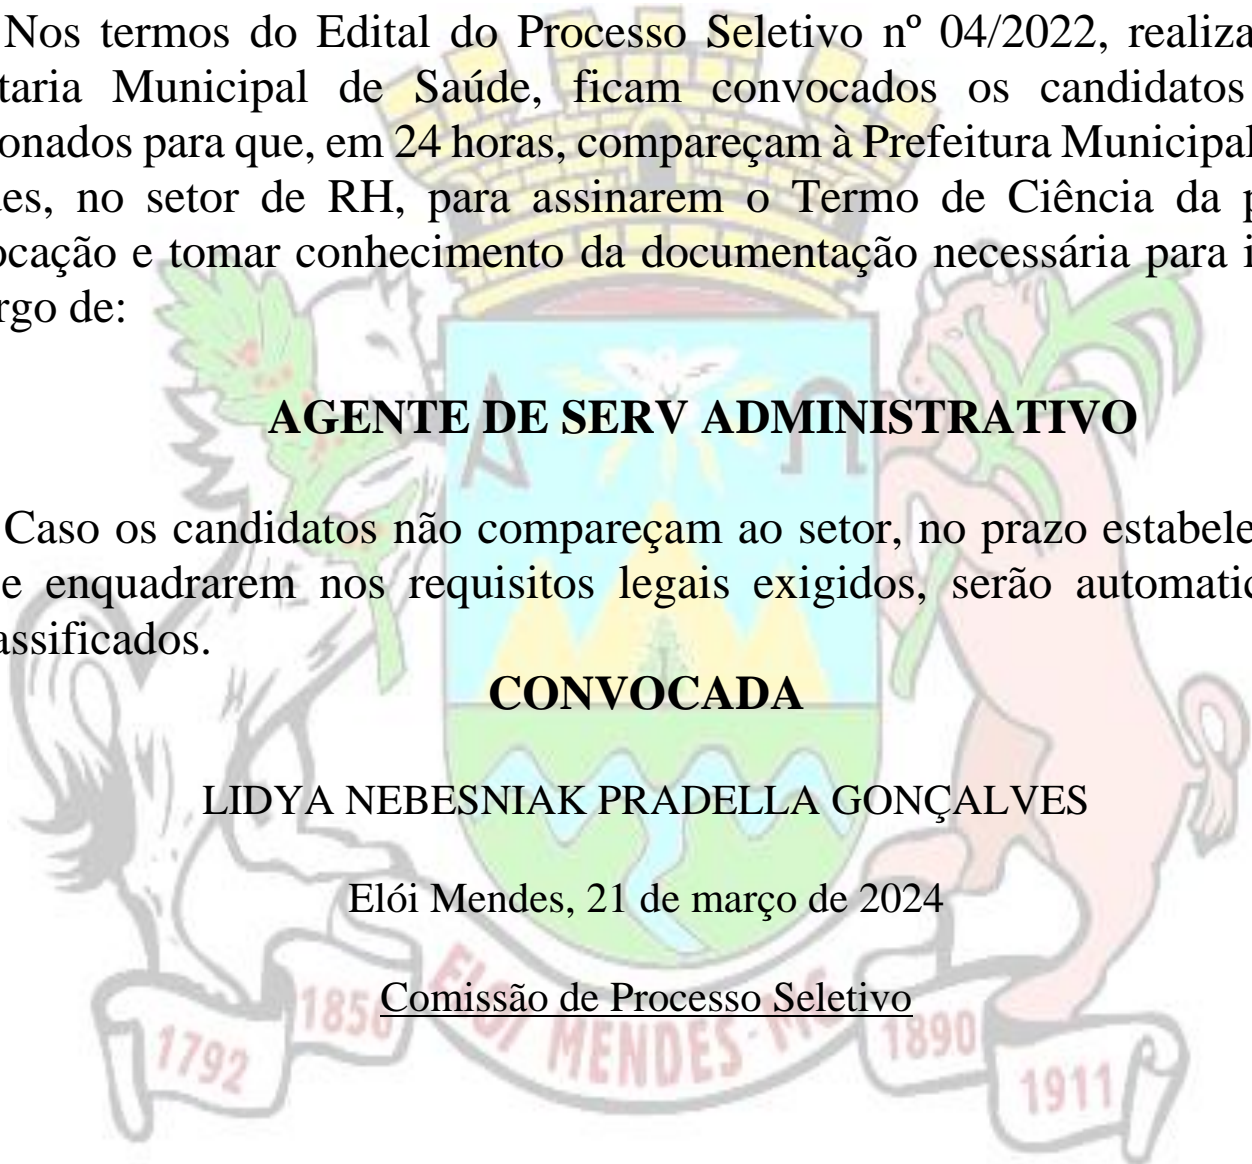 Nos termos do Edital do Processo Seletivo nº 04/2022, realiza
taria Municipal de Saúde, ficam convocados os candidatos
onados para que, em 24 horas, compareçam à Prefeitura Municipal
es, no setor de RH, para assinarem o Termo de Ciência da p
ocação e tomar conhecimento da documentação necessária para i
rgo de:
A Ω
AGENTE DE SERV ADMINISTRATIVO
Caso os candidatos não compareçam ao setor, no prazo estabele
e enquadrarem nos requisitos legais exigidos, serão automatic
assificados.
CONVOCADA
LIDYA NEBESNIAK PRADELLA GONÇALVES
Elói Mendes, 21 de março de 2024
Comissão de Processo Seletivo
1792
1856
ELOI MENDES-MG
1890
1911